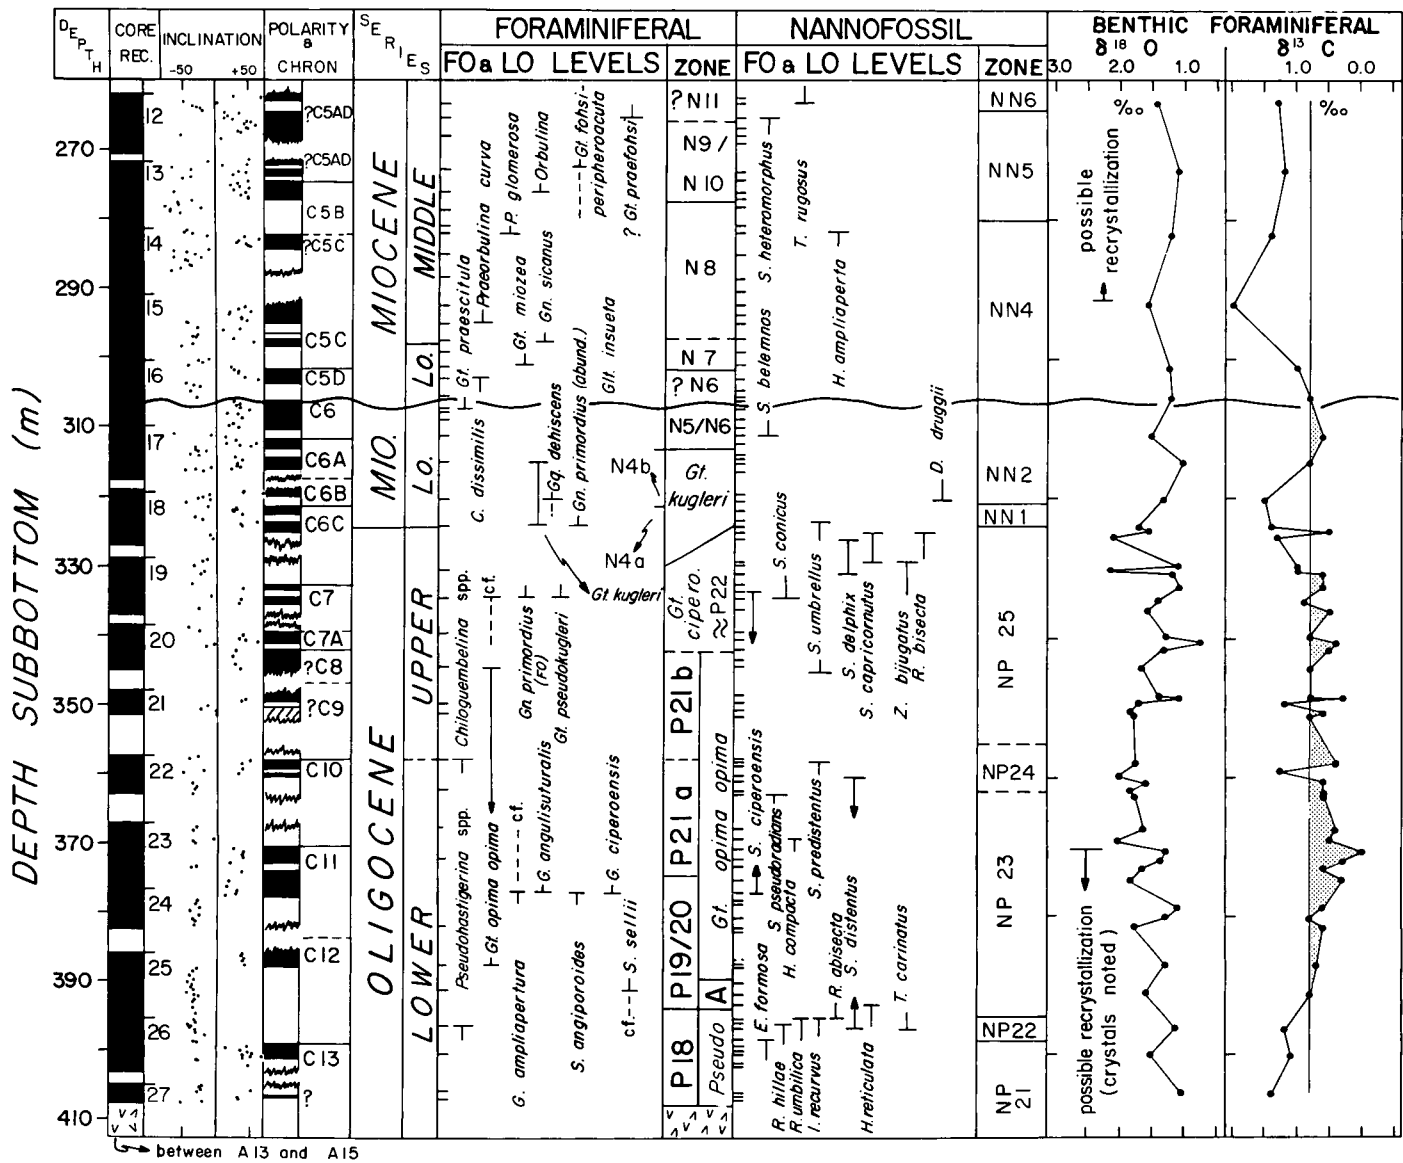 DEPTH
CORE REC.
INCLINATION
-50 +50
POLARITY & CHRON
SERIES
FORAMINIFERAL
FO & LO LEVELS
ZONE
NANNOFOSSIL
FO & LO LEVELS
ZONE
BENTHIC FORAMINIFERAL
δ 18 O
δ 13 C
3.0 2.0 1.0
1.0 0.0
‰
‰
DEPTH SUBBOTTOM (m)
270
290
310
330
350
370
390
410
12
13
14
15
16
17
18
19
20
21
22
23
24
25
26
27
?C5AD
?C5AD
C5B
?C5C
C5C
C5D
C6
C6A
C6B
C6C
C7
C7A
?C8
?C9
C10
C11
C12
C13
?
MIOCENE
MIDDLE
LO.
MIO.
LO.
OLIGOCENE
UPPER
LOWER
Gt. praescitula
Praeorbulina curva
P. glomerosa
Orbulina
Gt. fohsi-peripheroacuta
? Gt. praefohsi
Gt. miozea
Gn. sicanus
Glt. insueta
C. dissimilis
Gq. dehiscens
Gn. primordius (abund.)
N4b
N4a
Gt. kugleri
Chiloguembelina spp.
cf.
Gn. primordius (FO)
Gt. pseudokugleri
Pseudohastigerina spp.
Gt. opima opima
cf.
G. angulisuturalis
G. ciperoensis
G. ampliapertura
S. angiporoides
cf.
S. sellii
? N11
N9/
N10
N8
N7
? N6
N5/N6
Gt. kugleri
Gt. cipero.
≈P22
P21b
P21a
Gt. opima opima
P19/20
A
P18
Pseudo
S. heteromorphus
T. rugosus
S. belemnos
H. ampliaperta
D. druggii
S. conicus
S. umbrellus
S. delphix
S. capricornutus
Z. bijugatus
R. bisecta
S. ciperoensis
S. pseudoradians
H. compacta
S. predistentus
S. distentus
R. abisecta
T. carinatus
E. formosa
R. hillae
R. umbilica
I. recurvus
H. reticulata
NN6
NN5
NN4
NN2
NN1
NP 25
NP24
NP 23
NP22
NP 21
possible recrystallization
possible recrystallization
(crystals noted)
between A13 and A15